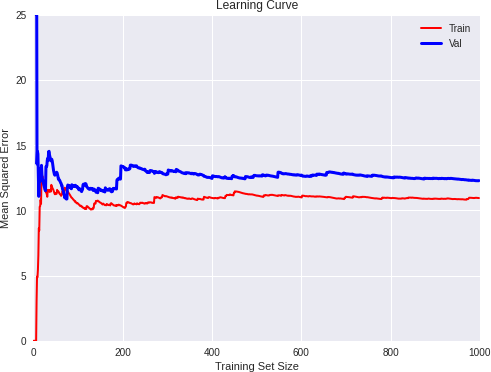 Learning Curve
25
20
15
10
5
0
Mean Squared Error
Train
Val
0 200 400 600 800 1000
Training Set Size